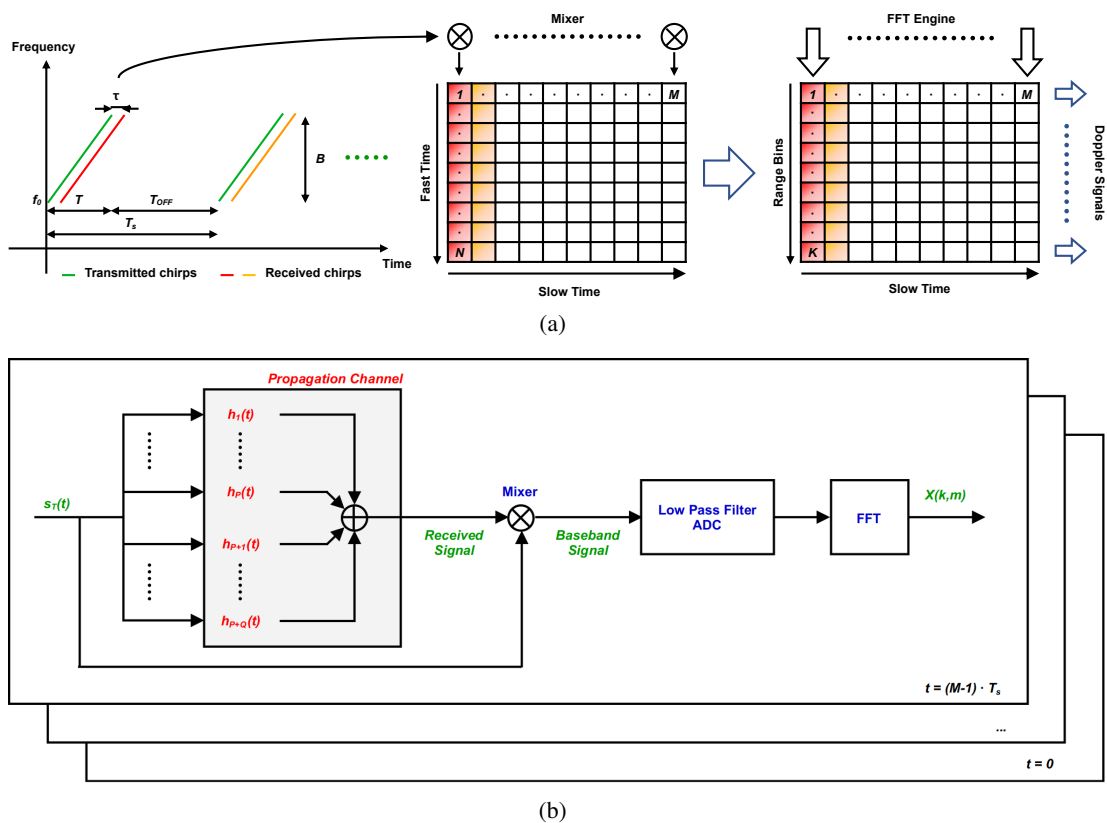 Frequency
τ
f0
T
TOFF
Ts
B
Time
Transmitted chirps
Received chirps
Mixer
Fast Time
1
M
N
Slow Time
FFT Engine
Range Bins
1
M
K
Slow Time
Doppler Signals
(a)
Propagation Channel
h1(t)
hP(t)
hP+1(t)
hP+Q(t)
sT(t)
Received
Signal
Mixer
Baseband
Signal
Low Pass Filter
ADC
FFT
X(k,m)
t = (M-1) · Ts
...
t = 0
(b)